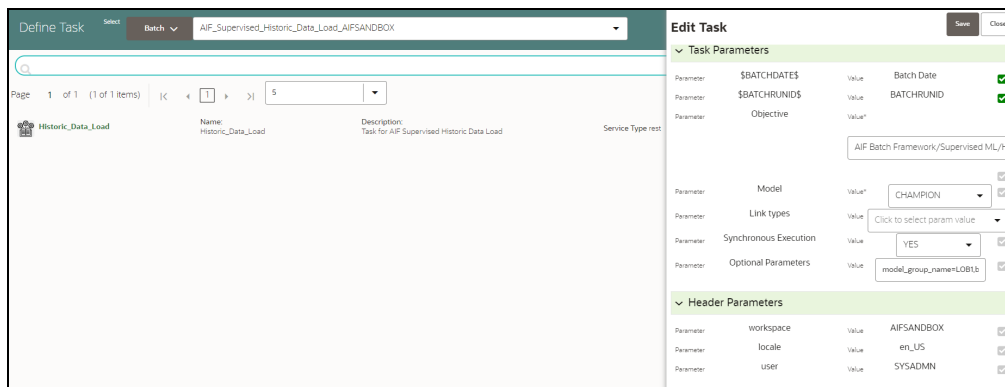 Define Task Select Batch AIF_Supervised_Historic_Data_Load_AIFSANDBOX
Page 1 of 1 (1 of 1 items) 1 5
Historic_Data_Load
Name:
Historic_Data_Load
Description:
Task for AIF Supervised Historic Data Load
Service Type rest
Edit Task Save Close
Task Parameters
Parameter $BATCHDATE$ Value Batch Date
Parameter $BATCHRUNID$ Value BATCHRUNID
Parameter Objective Value*
AIF Batch Framework/Supervised ML/H
Parameter Model Value* CHAMPION
Parameter Link types Value Click to select param value
Parameter Synchronous Execution Value YES
Parameter Optional Parameters Value model_group_name=LOB1,b
Header Parameters
Parameter workspace Value AIFSANDBOX
Parameter locale Value en_US
Parameter user Value SYSADMN